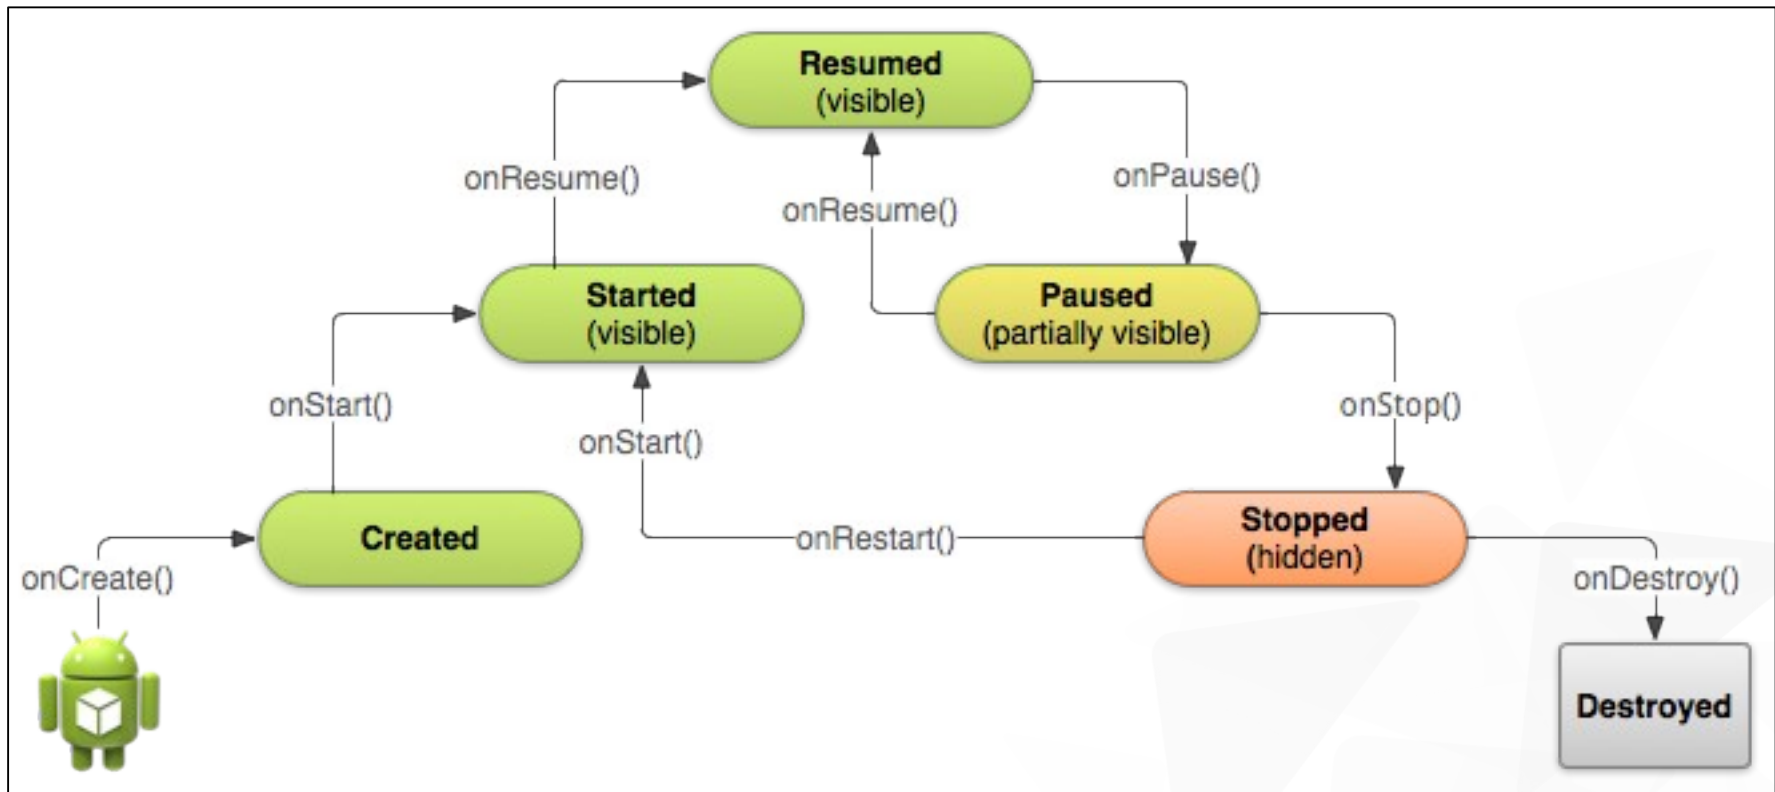 Resumed
(visible)
onResume()
onPause()
onResume()
Started
(visible)
Paused
(partially visible)
onStart()
onStop()
onStart()
Created
Stopped
(hidden)
onRestart()
onCreate()
onDestroy()
Destroyed